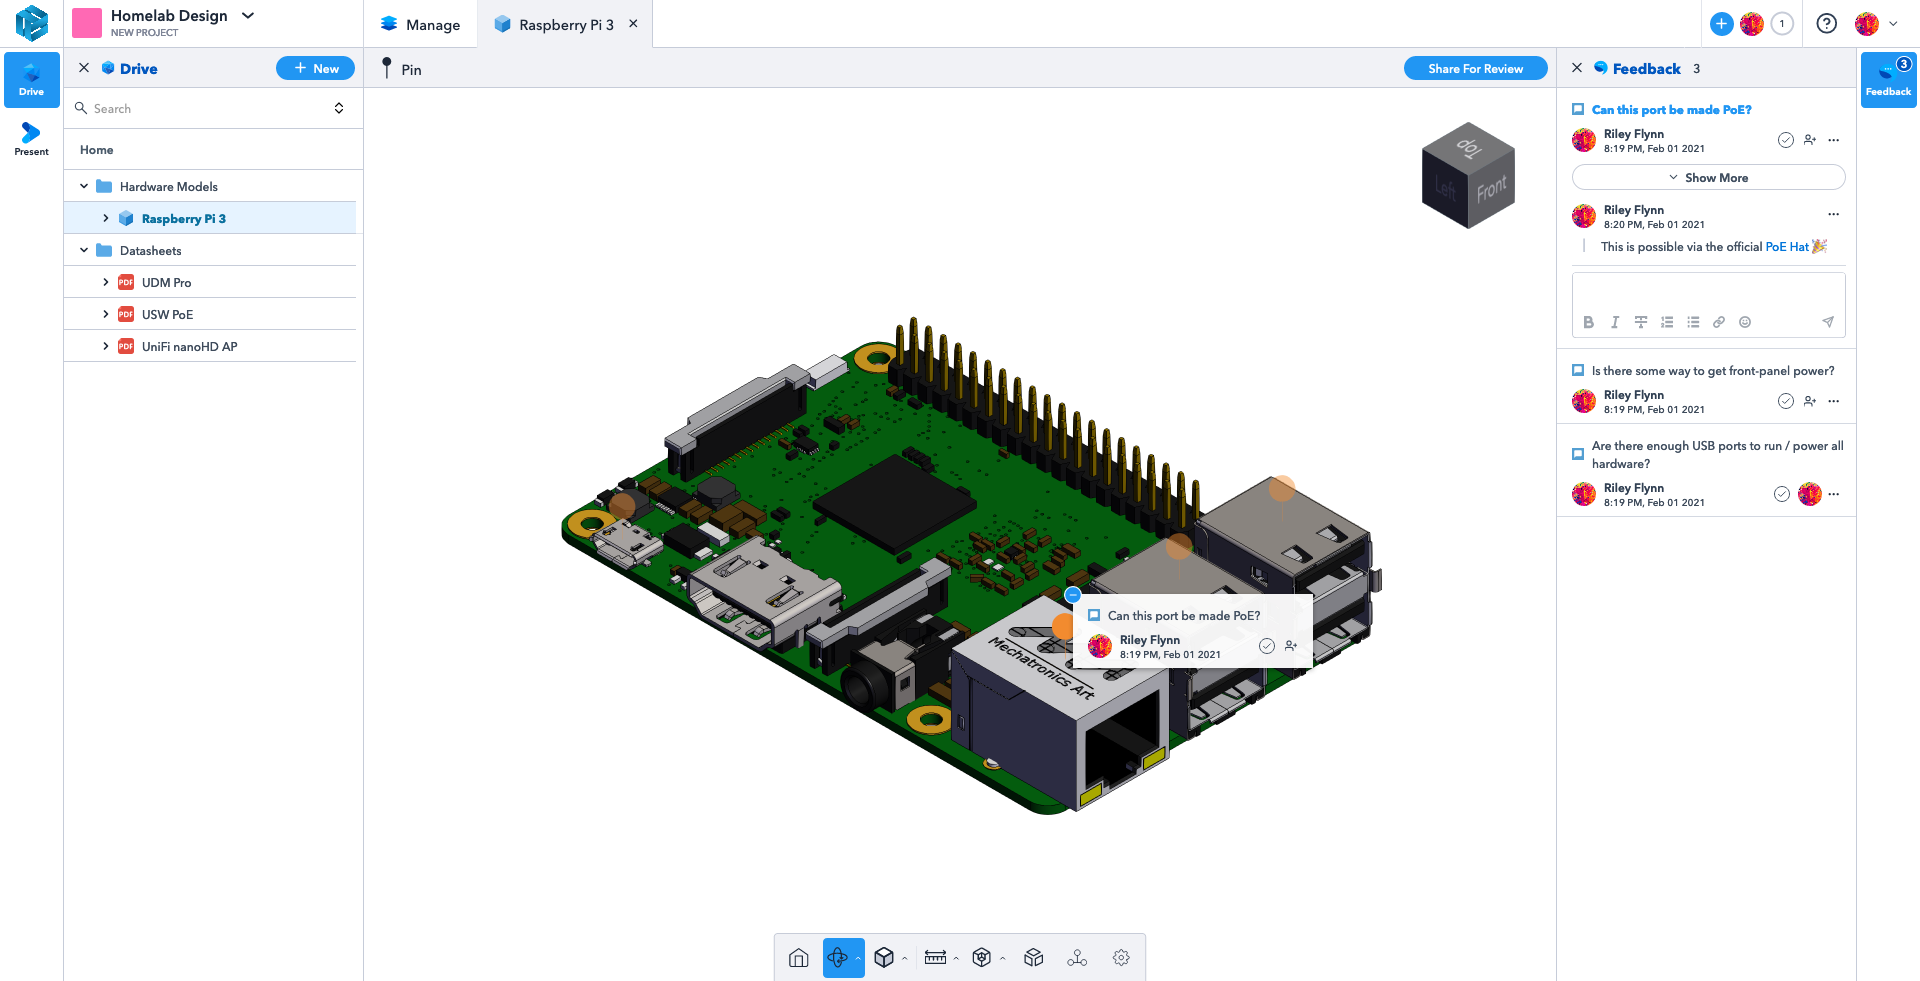 Homelab Design
NEW PROJECT
Manage
Raspberry Pi 3
1
Drive
Present
Drive
New
Search
Home
Hardware Models
Raspberry Pi 3
Datasheets
PDF UDM Pro
PDF USW PoE
PDF UniFi nanoHD AP
Pin
Share For Review
Top
Left
Front
Mechatronics Art
Can this port be made PoE?
Riley Flynn
8:19 PM, Feb 01 2021
Feedback 3
Can this port be made PoE?
Riley Flynn
8:19 PM, Feb 01 2021
Show More
Riley Flynn
8:20 PM, Feb 01 2021
This is possible via the official PoE Hat 🎉
B I T
Is there some way to get front-panel power?
Riley Flynn
8:19 PM, Feb 01 2021
Are there enough USB ports to run / power all
hardware?
Riley Flynn
8:19 PM, Feb 01 2021
3
Feedback